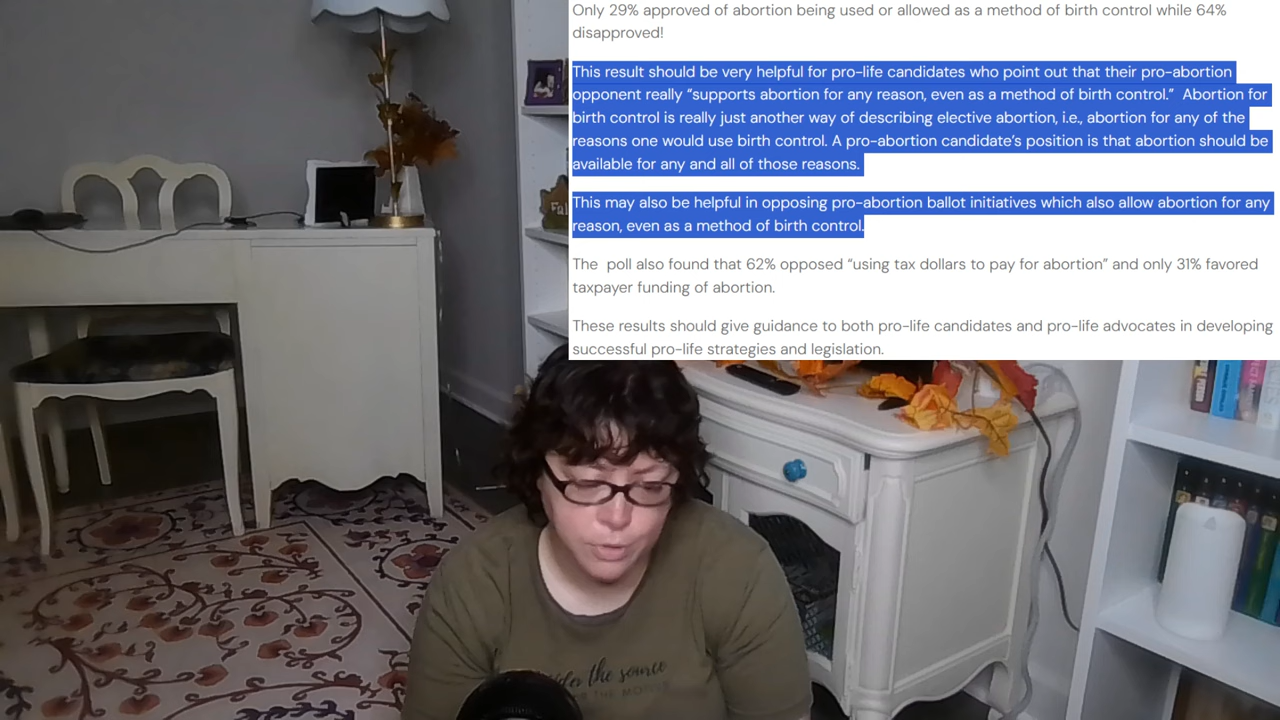 Only 29% approved of abortion being used or allowed as a method of birth control while 64%
disapproved!
This result should be very helpful for pro-life candidates who point out that their pro-abortion
opponent really “supports abortion for any reason, even as a method of birth control.”  Abortion for
birth control is really just another way of describing elective abortion, i.e., abortion for any of the
reasons one would use birth control. A pro-abortion candidate’s position is that abortion should be
available for any and all of those reasons.
This may also be helpful in opposing pro-abortion ballot initiatives which also allow abortion for any
reason, even as a method of birth control.
The  poll also found that 62% opposed “using tax dollars to pay for abortion” and only 31% favored
taxpayer funding of abortion.
These results should give guidance to both pro-life candidates and pro-life advocates in developing
successful pro-life strategies and legislation.
the source